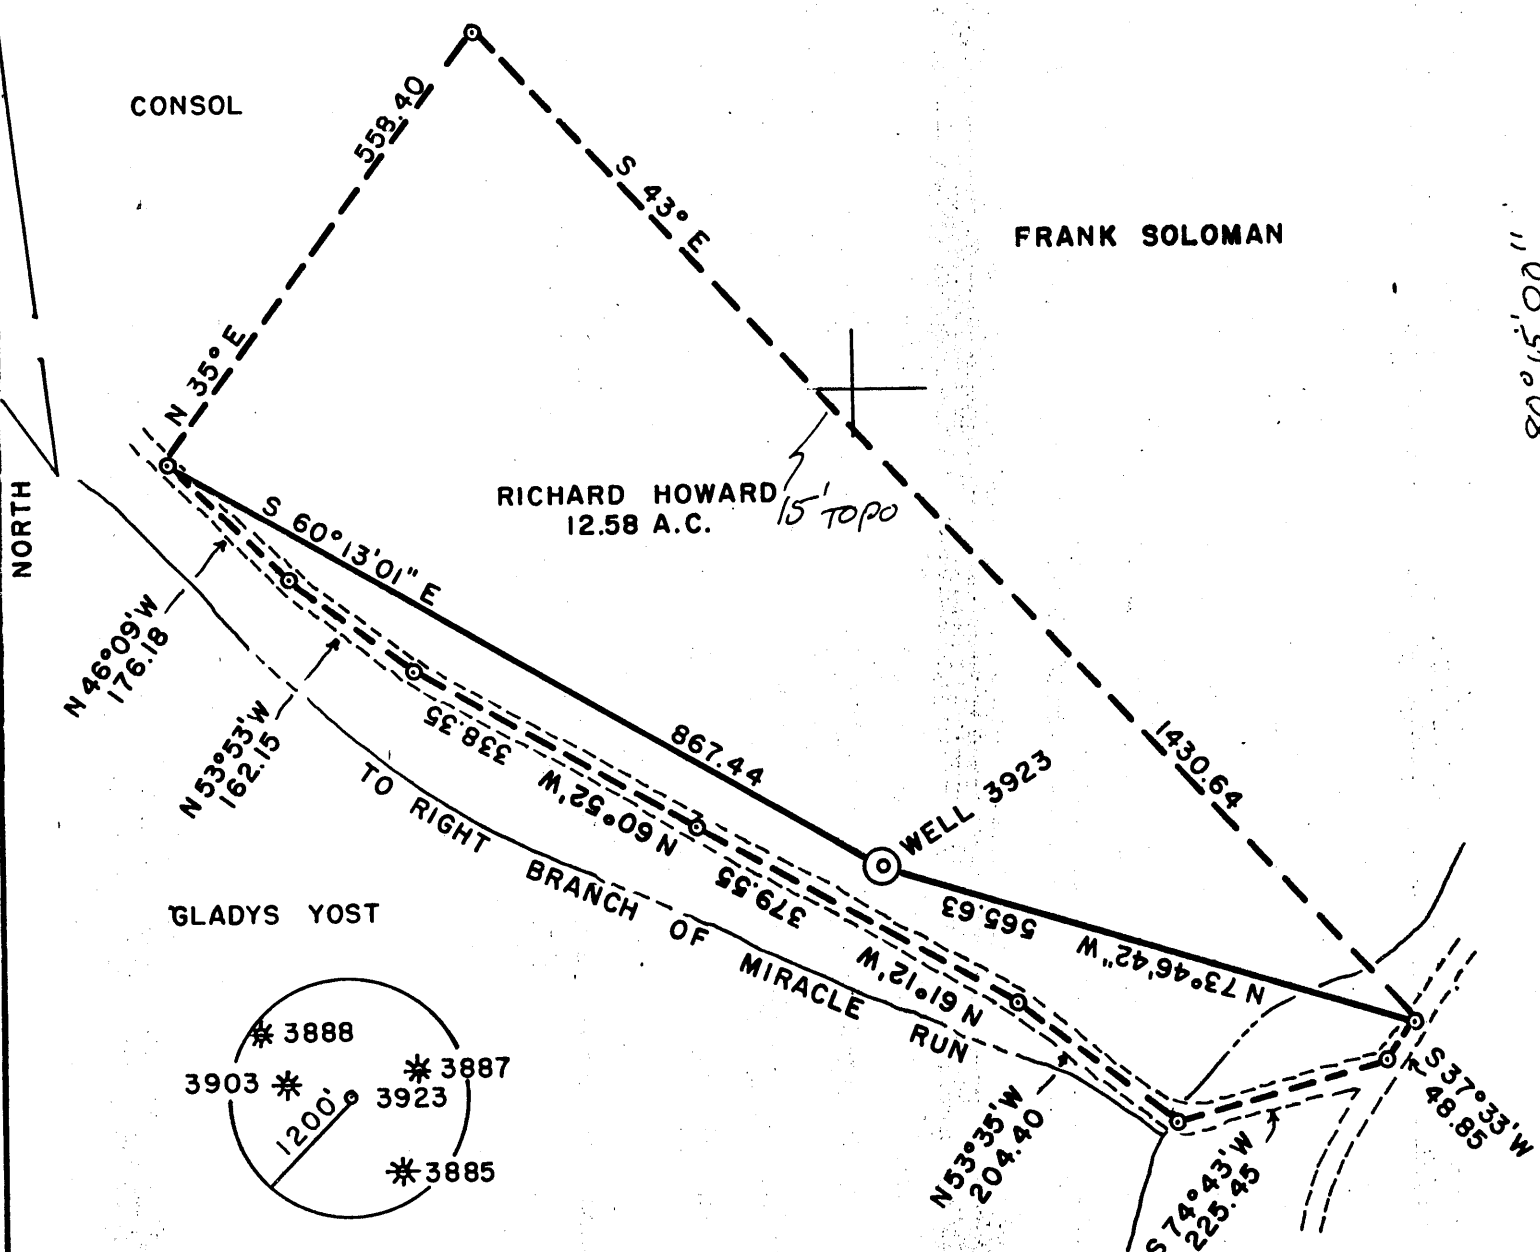 CONSOL
558.40
N 35° E
S 43° E
FRANK SOLOMAN
80° 15' 00"
NORTH
RICHARD HOWARD
12.58 A.C.
15' TOPO
S 60° 13' 01" E
867.44
1430.64
WELL 3923
N 46°09' W
176.18
N 53°53' W
162.15
338.35
N 60°52' W
379.55
N 61°12' W
565.63
N 73°46' 42" W
TO RIGHT BRANCH OF MIRACLE RUN
GLADYS YOST
3888
3887
3903
3923
1200'
3885
N 53°35' W
204.40
S 74°43' W
225.45
S 37°33' W
48.85